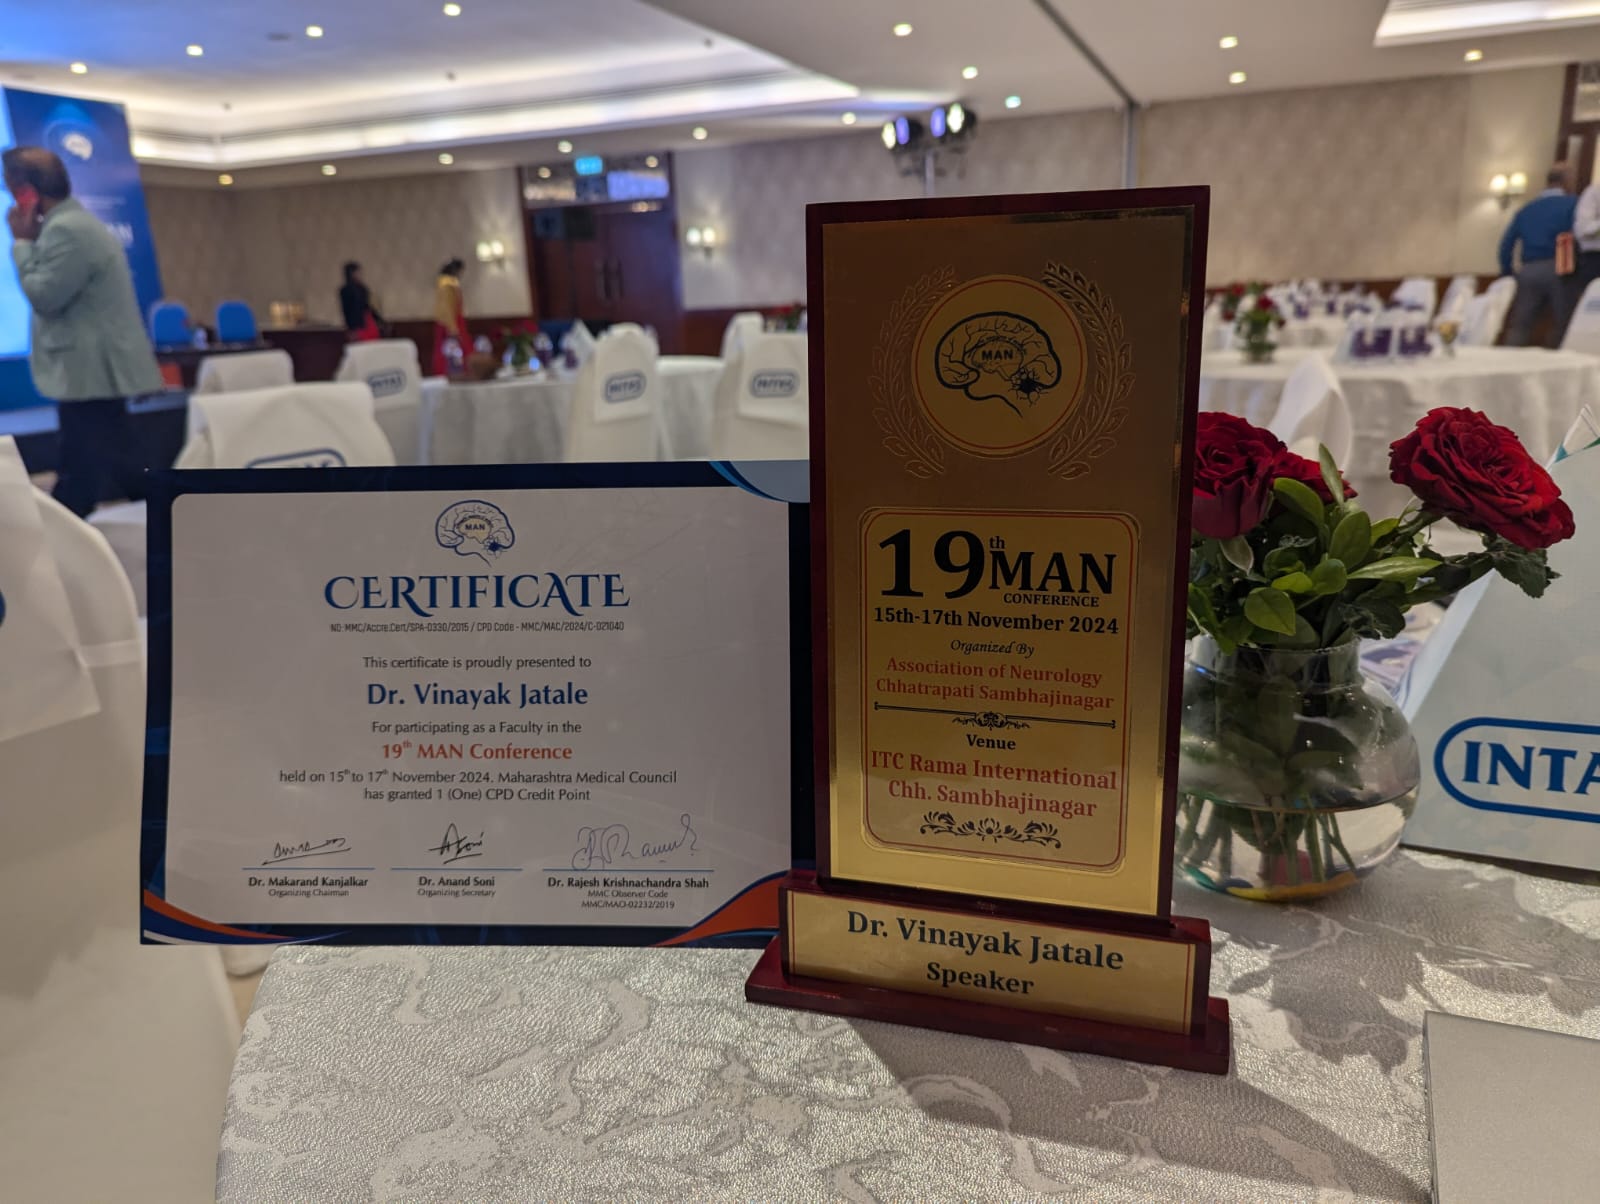 MAN
CERTIFICATE
NO: MMC/Accre.Cert/SPA-0330/2015 / CPD Code - MMC/MAC/2024/C-021040
This certificate is proudly presented to
Dr. Vinayak Jatale
For participating as a Faculty in the
19th MAN Conference
held on 15th to 17th November 2024. Maharashtra Medical Council
has granted 1 (One) CPD Credit Point
Dr. Makarand Kanjalkar
Organizing Chairman
Dr. Anand Soni
Organizing Secretary
Dr. Rajesh Krishnachandra Shah
MMC Observer Code
MMC/MAO-02232/2019
MAN
19th MAN
CONFERENCE
15th-17th November 2024
Organized By
Association of Neurology
Chhatrapati Sambhajinagar
Venue
ITC Rama International
Chh. Sambhajinagar
Dr. Vinayak Jatale
Speaker
INTAS
INTAS
INTA